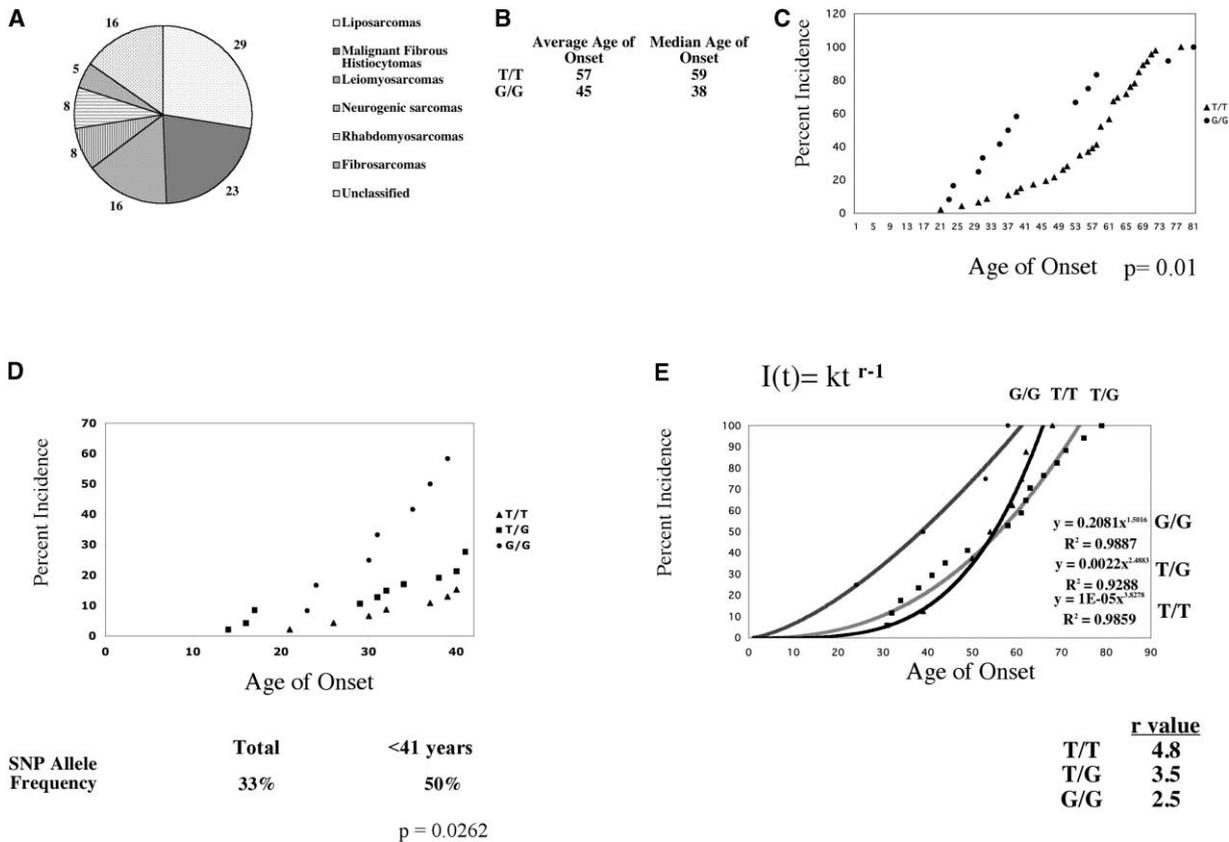 A
16
29
5
8
8
16
23
Liposarcomas
Malignant Fibrous
Histiocytomas
Leiomyosarcomas
Neurogenic sarcomas
Rhabdomyosarcomas
Fibrosarcomas
Unclassified
B
Average Age of Median Age of
Onset Onset
T/T 57 59
G/G 45 38
C
Percent Incidence
120
100
80
60
40
20
0
1 5 9 13 17 21 25 29 33 37 41 45 49 53 57 61 65 69 73 77 81
T/T
G/G
Age of Onset p= 0.01
D
Percent Incidence
70
60
50
40
30
20
10
0
0 10 20 30 40
T/T
T/G
G/G
Age of Onset
Total <41 years
SNP Allele
Frequency 33% 50%
p = 0.0262
E
I(t)= kt r-1
G/G T/T T/G
Percent Incidence
100
90
80
70
60
50
40
30
20
10
0
0 10 20 30 40 50 60 70 80 90
y = 0.2081x^1.5016 G/G
R² = 0.9887
y = 0.0022x^2.4883 T/G
R² = 0.9288
y = 1E-05x^3.8278 T/T
R² = 0.9859
Age of Onset
r value
T/T 4.8
T/G 3.5
G/G 2.5